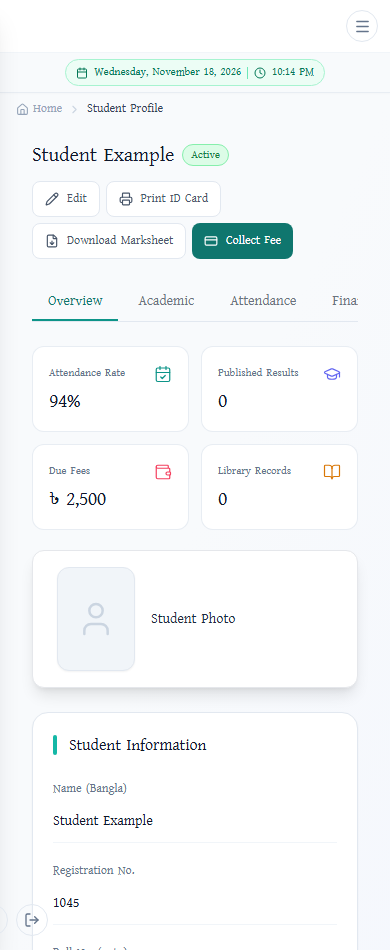 Wednesday, November 18, 2026 | 10:14 PM
Home > Student Profile
Student Example Active
Edit Print ID Card
Download Marksheet Collect Fee
Overview Academic Attendance
Attendance Rate Published Results
94% 0
Due Fees Library Records
৳ 2,500 0
Student Photo
Student Information
Name (Bangla)
Student Example
Registration No.
1045